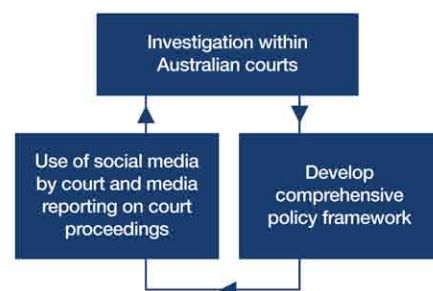 Investigation within
Australian courts
Use of social media
by court and media
reporting on court
proceedings
Develop
comprehensive
policy framework